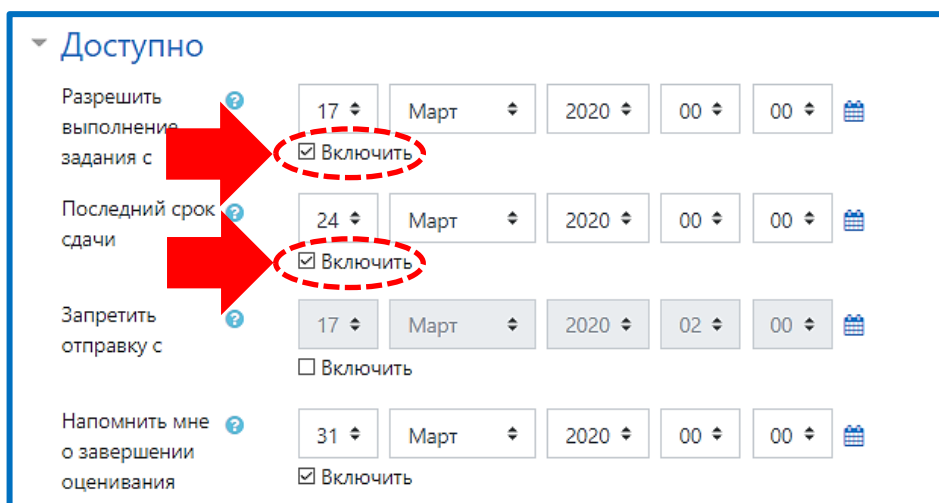 Доступно
Разрешить
выполнение
задания с
17 Март 2020 00 00
Включить
Последний срок
сдачи
24 Март 2020 00 00
Включить
Запретить
отправку с
17 Март 2020 02 00
Включить
Напомнить мне
о завершении
оценивания
31 Март 2020 00 00
Включить